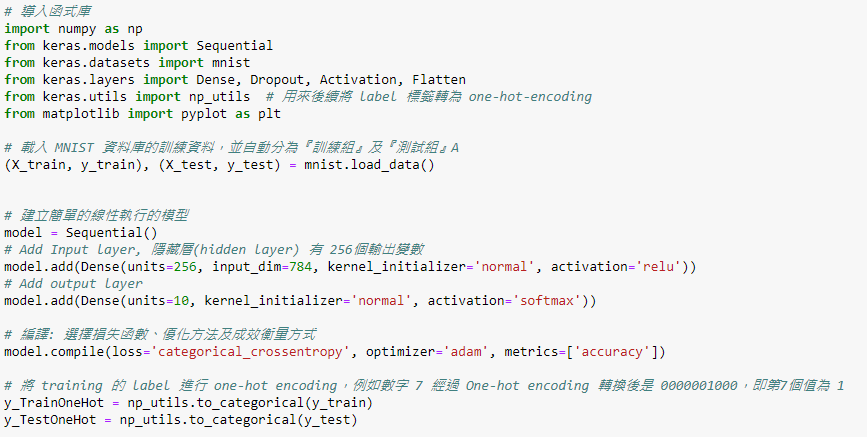 # 導入函式庫
import numpy as np
from keras.models import Sequential
from keras.datasets import mnist
from keras.layers import Dense, Dropout, Activation, Flatten
from keras.utils import np_utils  # 用來後續將 label 標籤轉為 one-hot-encoding
from matplotlib import pyplot as plt

# 載入 MNIST 資料庫的訓練資料，並自動分為『訓練組』及『測試組』A
(X_train, y_train), (X_test, y_test) = mnist.load_data()

# 建立簡單的線性執行的模型
model = Sequential()
# Add Input layer, 隱藏層(hidden layer) 有 256個輸出變數
model.add(Dense(units=256, input_dim=784, kernel_initializer='normal', activation='relu'))
# Add output layer
model.add(Dense(units=10, kernel_initializer='normal', activation='softmax'))

# 編譯: 選擇損失函數、優化方法及成效衡量方式
model.compile(loss='categorical_crossentropy', optimizer='adam', metrics=['accuracy'])

# 將 training 的 label 進行 one-hot encoding，例如數字 7 經過 One-hot encoding 轉換後是 0000001000，即第7個值為 1
y_TrainOneHot = np_utils.to_categorical(y_train)
y_TestOneHot = np_utils.to_categorical(y_test)